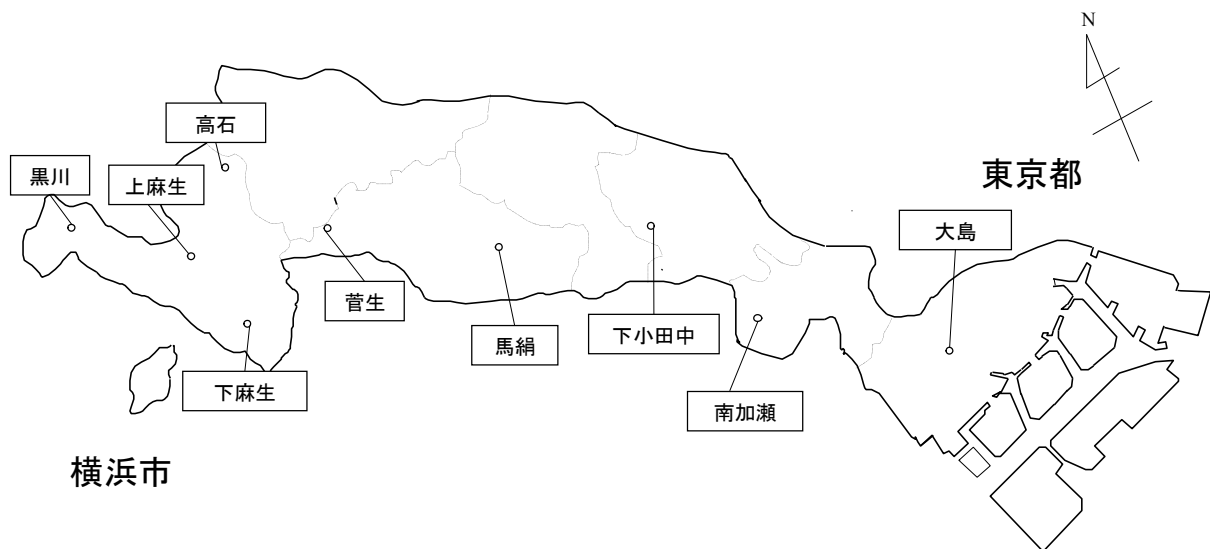 N
高石
東京都
黒川
上麻生
大島
菅生
馬絹
下小田中
下麻生
南加瀬
横浜市